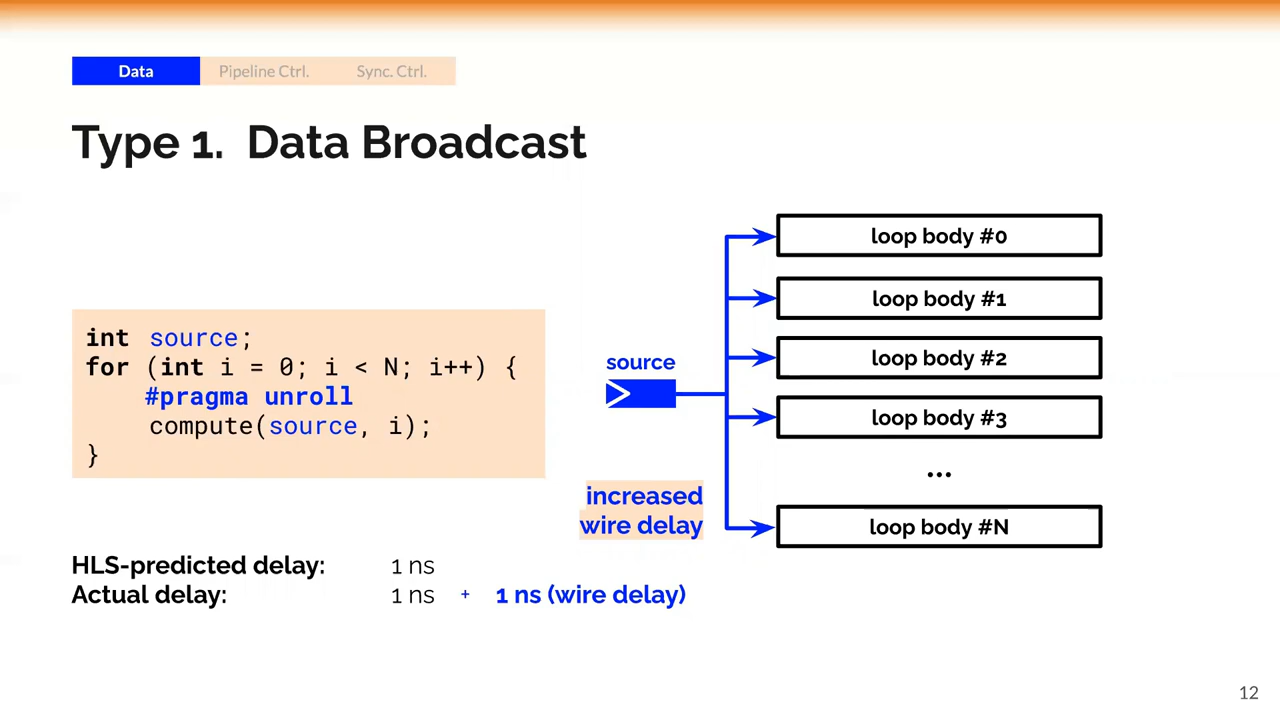 Data Pipeline Ctrl. Sync. Ctrl.
Type 1. Data Broadcast
int source;
for (int i = 0; i < N; i++) {
#pragma unroll
compute(source, i);
}
source
loop body #0
loop body #1
loop body #2
loop body #3
...
loop body #N
increased
wire delay
HLS-predicted delay: 1 ns
Actual delay: 1 ns + 1 ns (wire delay)
12